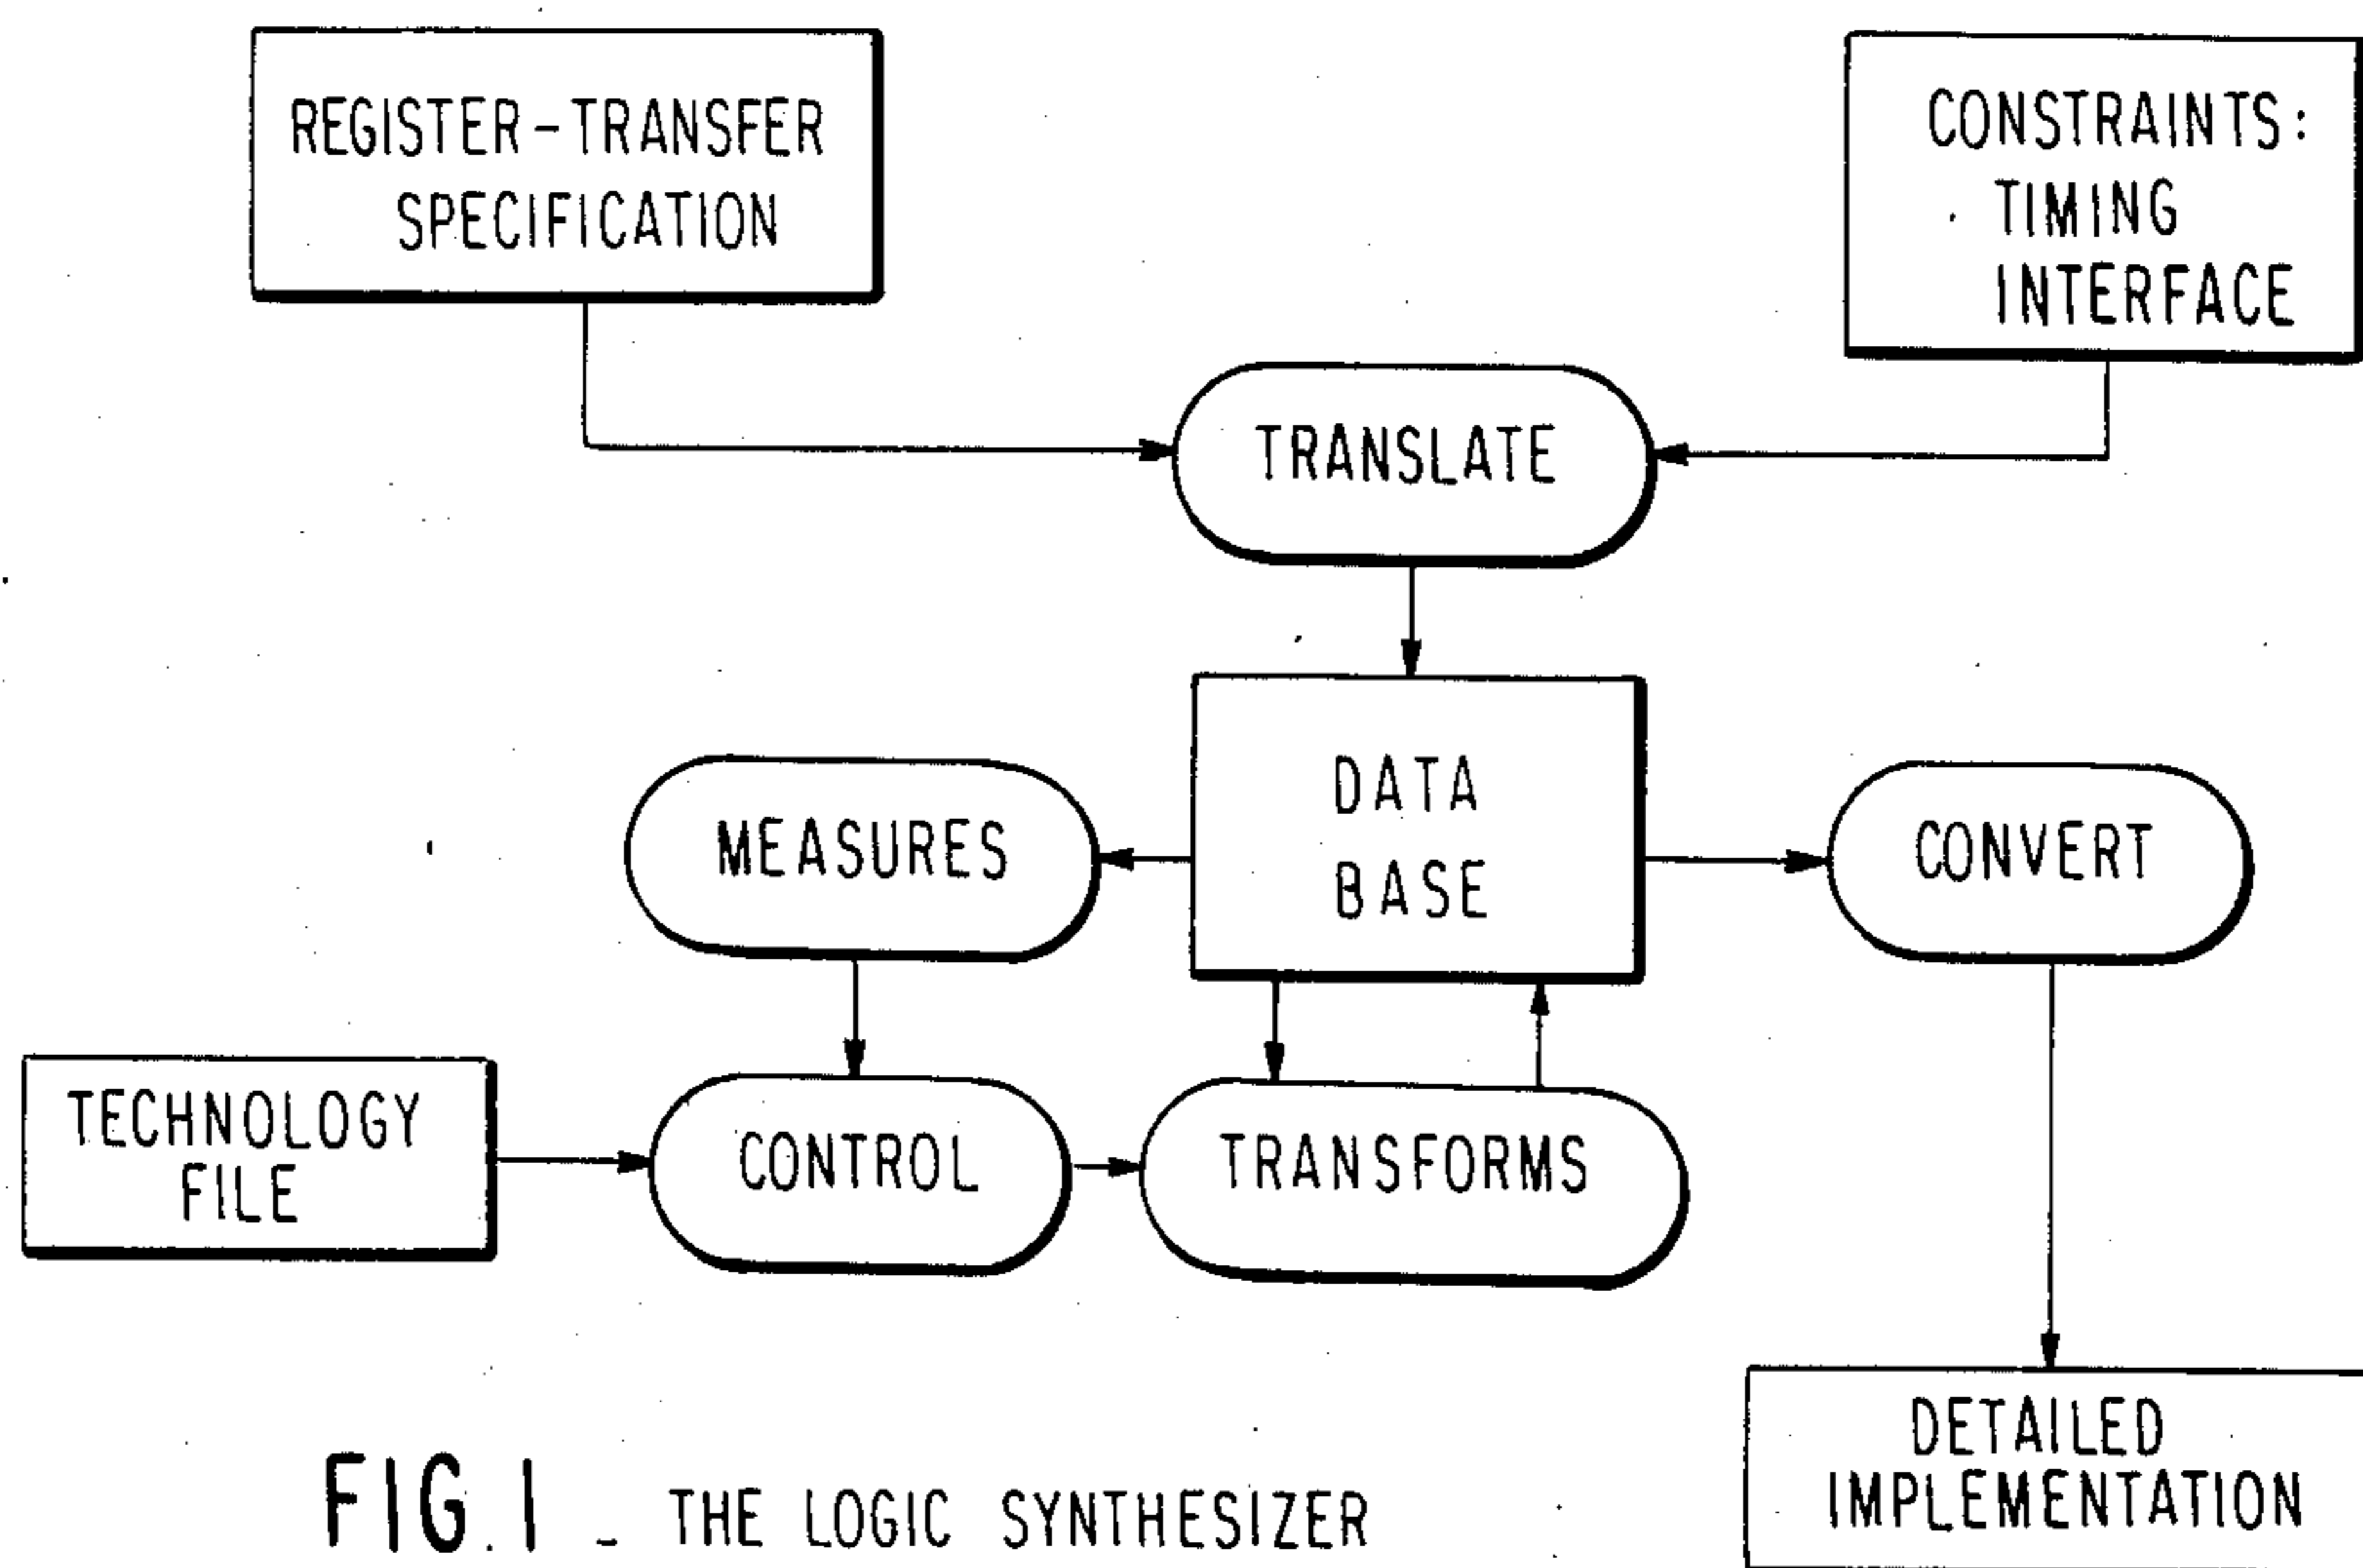 REGISTER-TRANSFER
SPECIFICATION
CONSTRAINTS:
TIMING
INTERFACE
TRANSLATE
DATA
BASE
MEASURES
CONVERT
TECHNOLOGY
FILE
CONTROL
TRANSFORMS
DETAILED
IMPLEMENTATION
FIG.1 - THE LOGIC SYNTHESIZER